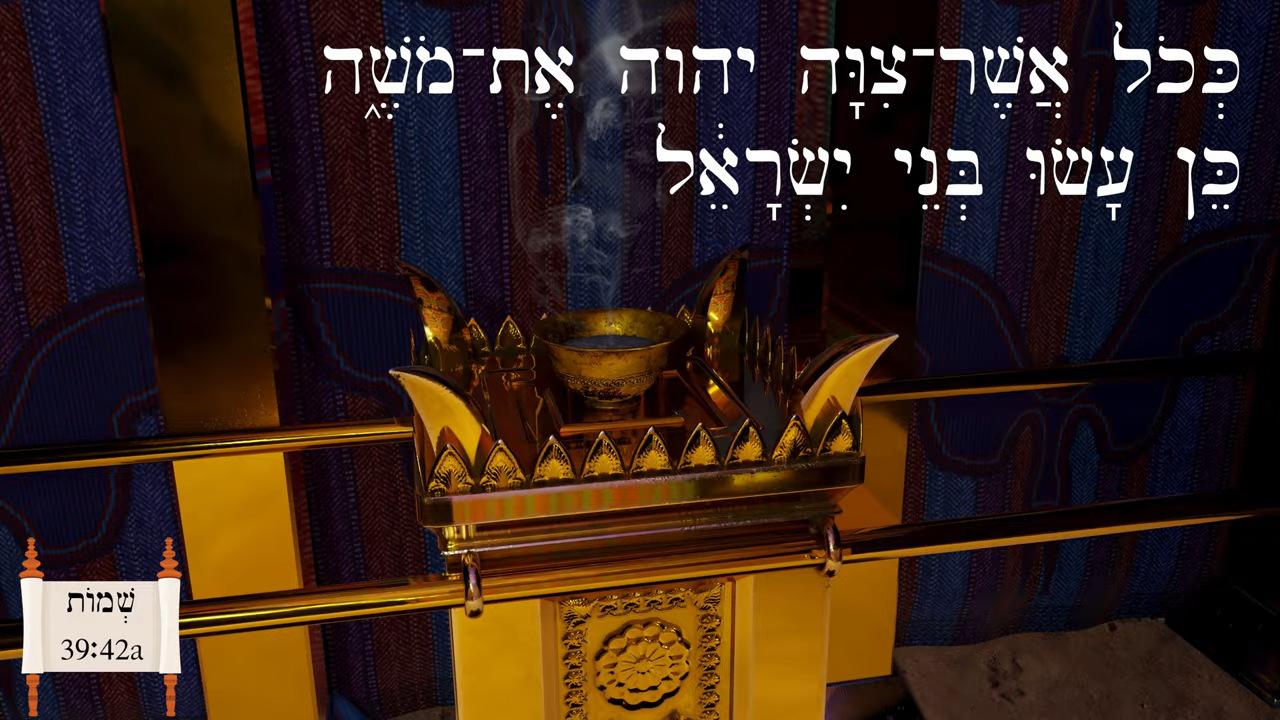 כְּכֹל אֲשֶׁר־צִוָּה יהוה אֶת־מֹשֶׁ֑ה
כֵּן עָשׂוּ בְּנֵי יִשְׂרָאֵ֔ל
שְׁמוֹת
39:42a